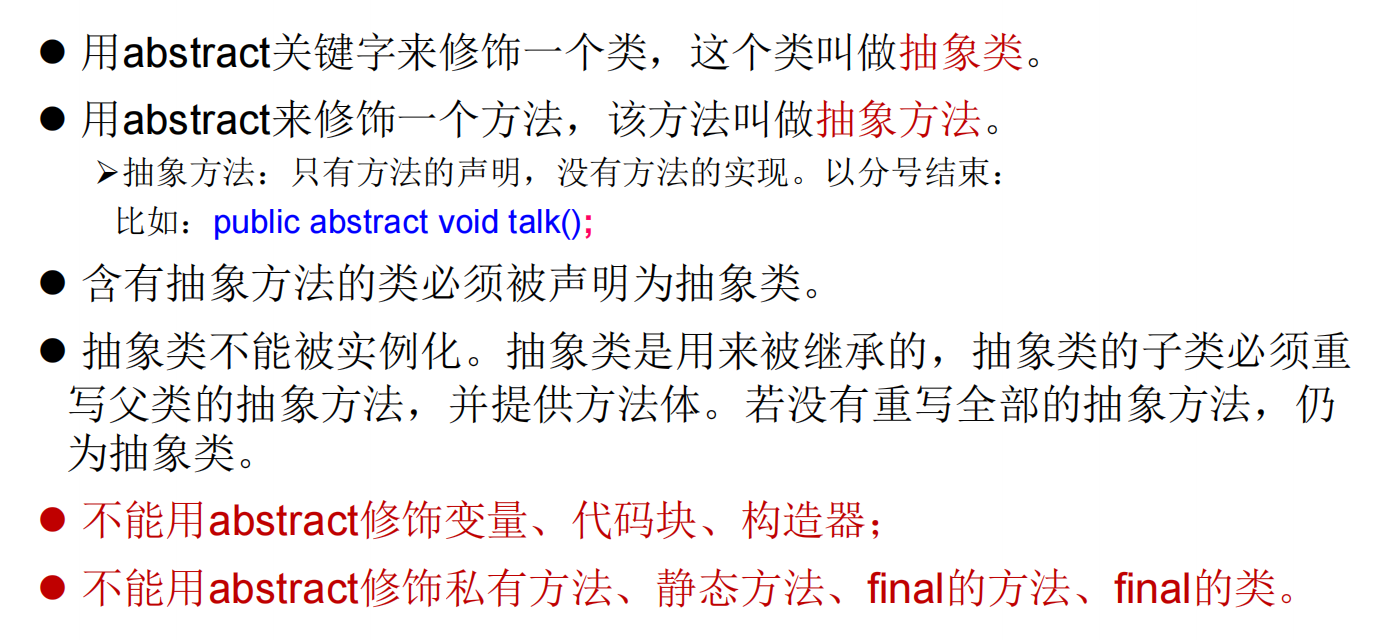 ● 用abstract关键字来修饰一个类，这个类叫做抽象类。
● 用abstract来修饰一个方法，该方法叫做抽象方法。
➢抽象方法：只有方法的声明，没有方法的实现。以分号结束：
比如：public abstract void talk();
● 含有抽象方法的类必须被声明为抽象类。
● 抽象类不能被实例化。抽象类是用来被继承的，抽象类的子类必须重
写父类的抽象方法，并提供方法体。若没有重写全部的抽象方法，仍
为抽象类。
● 不能用abstract修饰变量、代码块、构造器；
● 不能用abstract修饰私有方法、静态方法、final的方法、final的类。